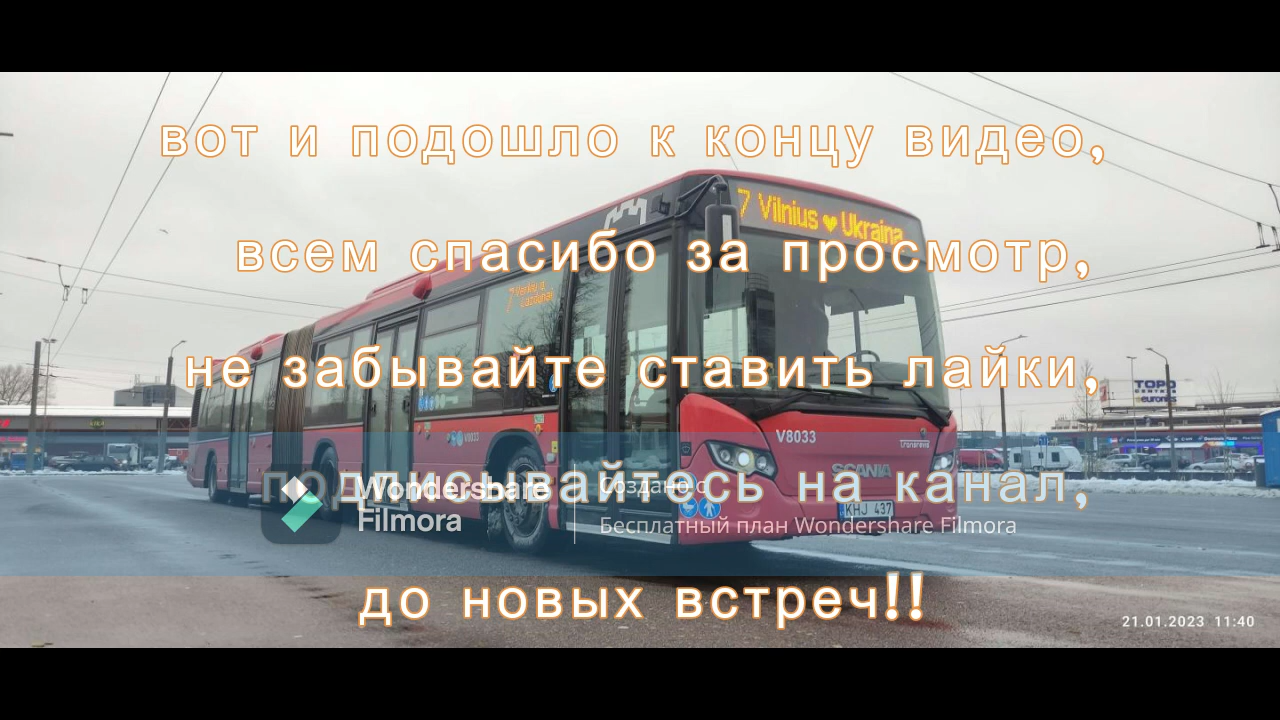 вот и подошло к концу видео,
7 Vilnius ♥ Ukraina
всем спасибо за просмотр,
7
не забывайте ставить лайки,
TOPO
CENTRAS
euronics
V8033
V8033
SCANIA
подписывайтесь на канал,
Wondershare
Filmora
Создано с
Бесплатный план Wondershare Filmora
KHJ 437
до новых встреч!!
21.01.2023 11:40